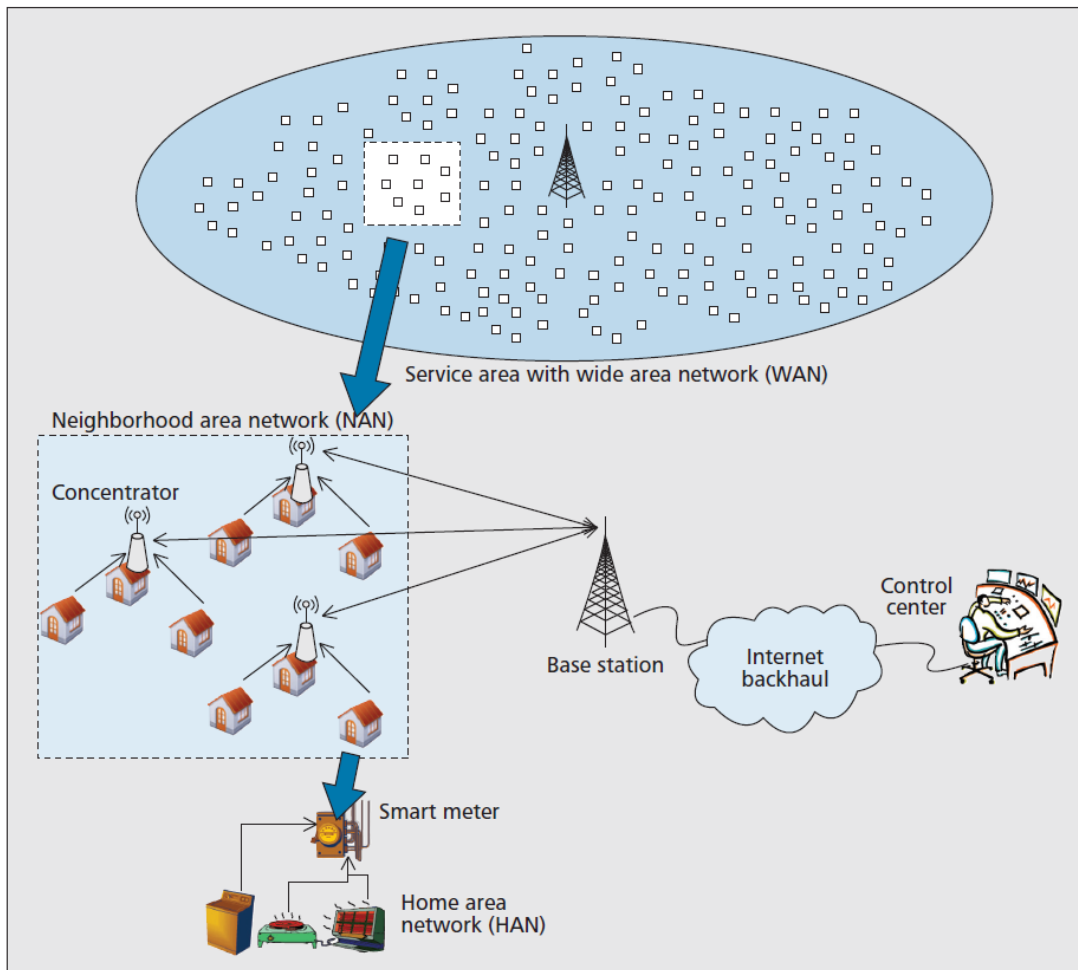 Service area with wide area network (WAN)
Neighborhood area network (NAN)
Concentrator
Control
center
Base station
Internet
backhaul
Smart meter
Home area
network (HAN)